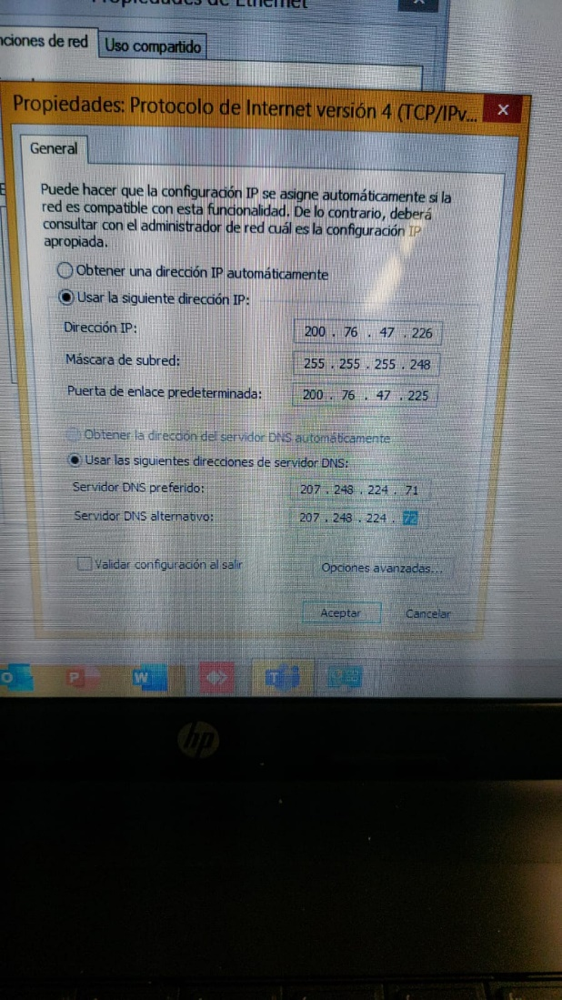 Propiedades de Ethernet
nciones de red
Uso compartido
Propiedades: Protocolo de Internet versión 4 (TCP/IPv...
General
Puede hacer que la configuración IP se asigne automáticamente si la
red es compatible con esta funcionalidad. De lo contrario, deberá
consultar con el administrador de red cuál es la configuración IP
apropiada.
Obtener una dirección IP automáticamente
Usar la siguiente dirección IP:
Dirección IP: 200 . 76 . 47 . 226
Máscara de subred: 255 . 255 . 255 . 248
Puerta de enlace predeterminada: 200 . 76 . 47 . 225
Obtener la dirección del servidor DNS automáticamente
Usar las siguientes direcciones de servidor DNS:
Servidor DNS preferido: 207 . 248 . 224 . 71
Servidor DNS alternativo: 207 . 248 . 224 . 72
Validar configuración al salir
Opciones avanzadas...
Aceptar
Cancelar
O P W T
hp